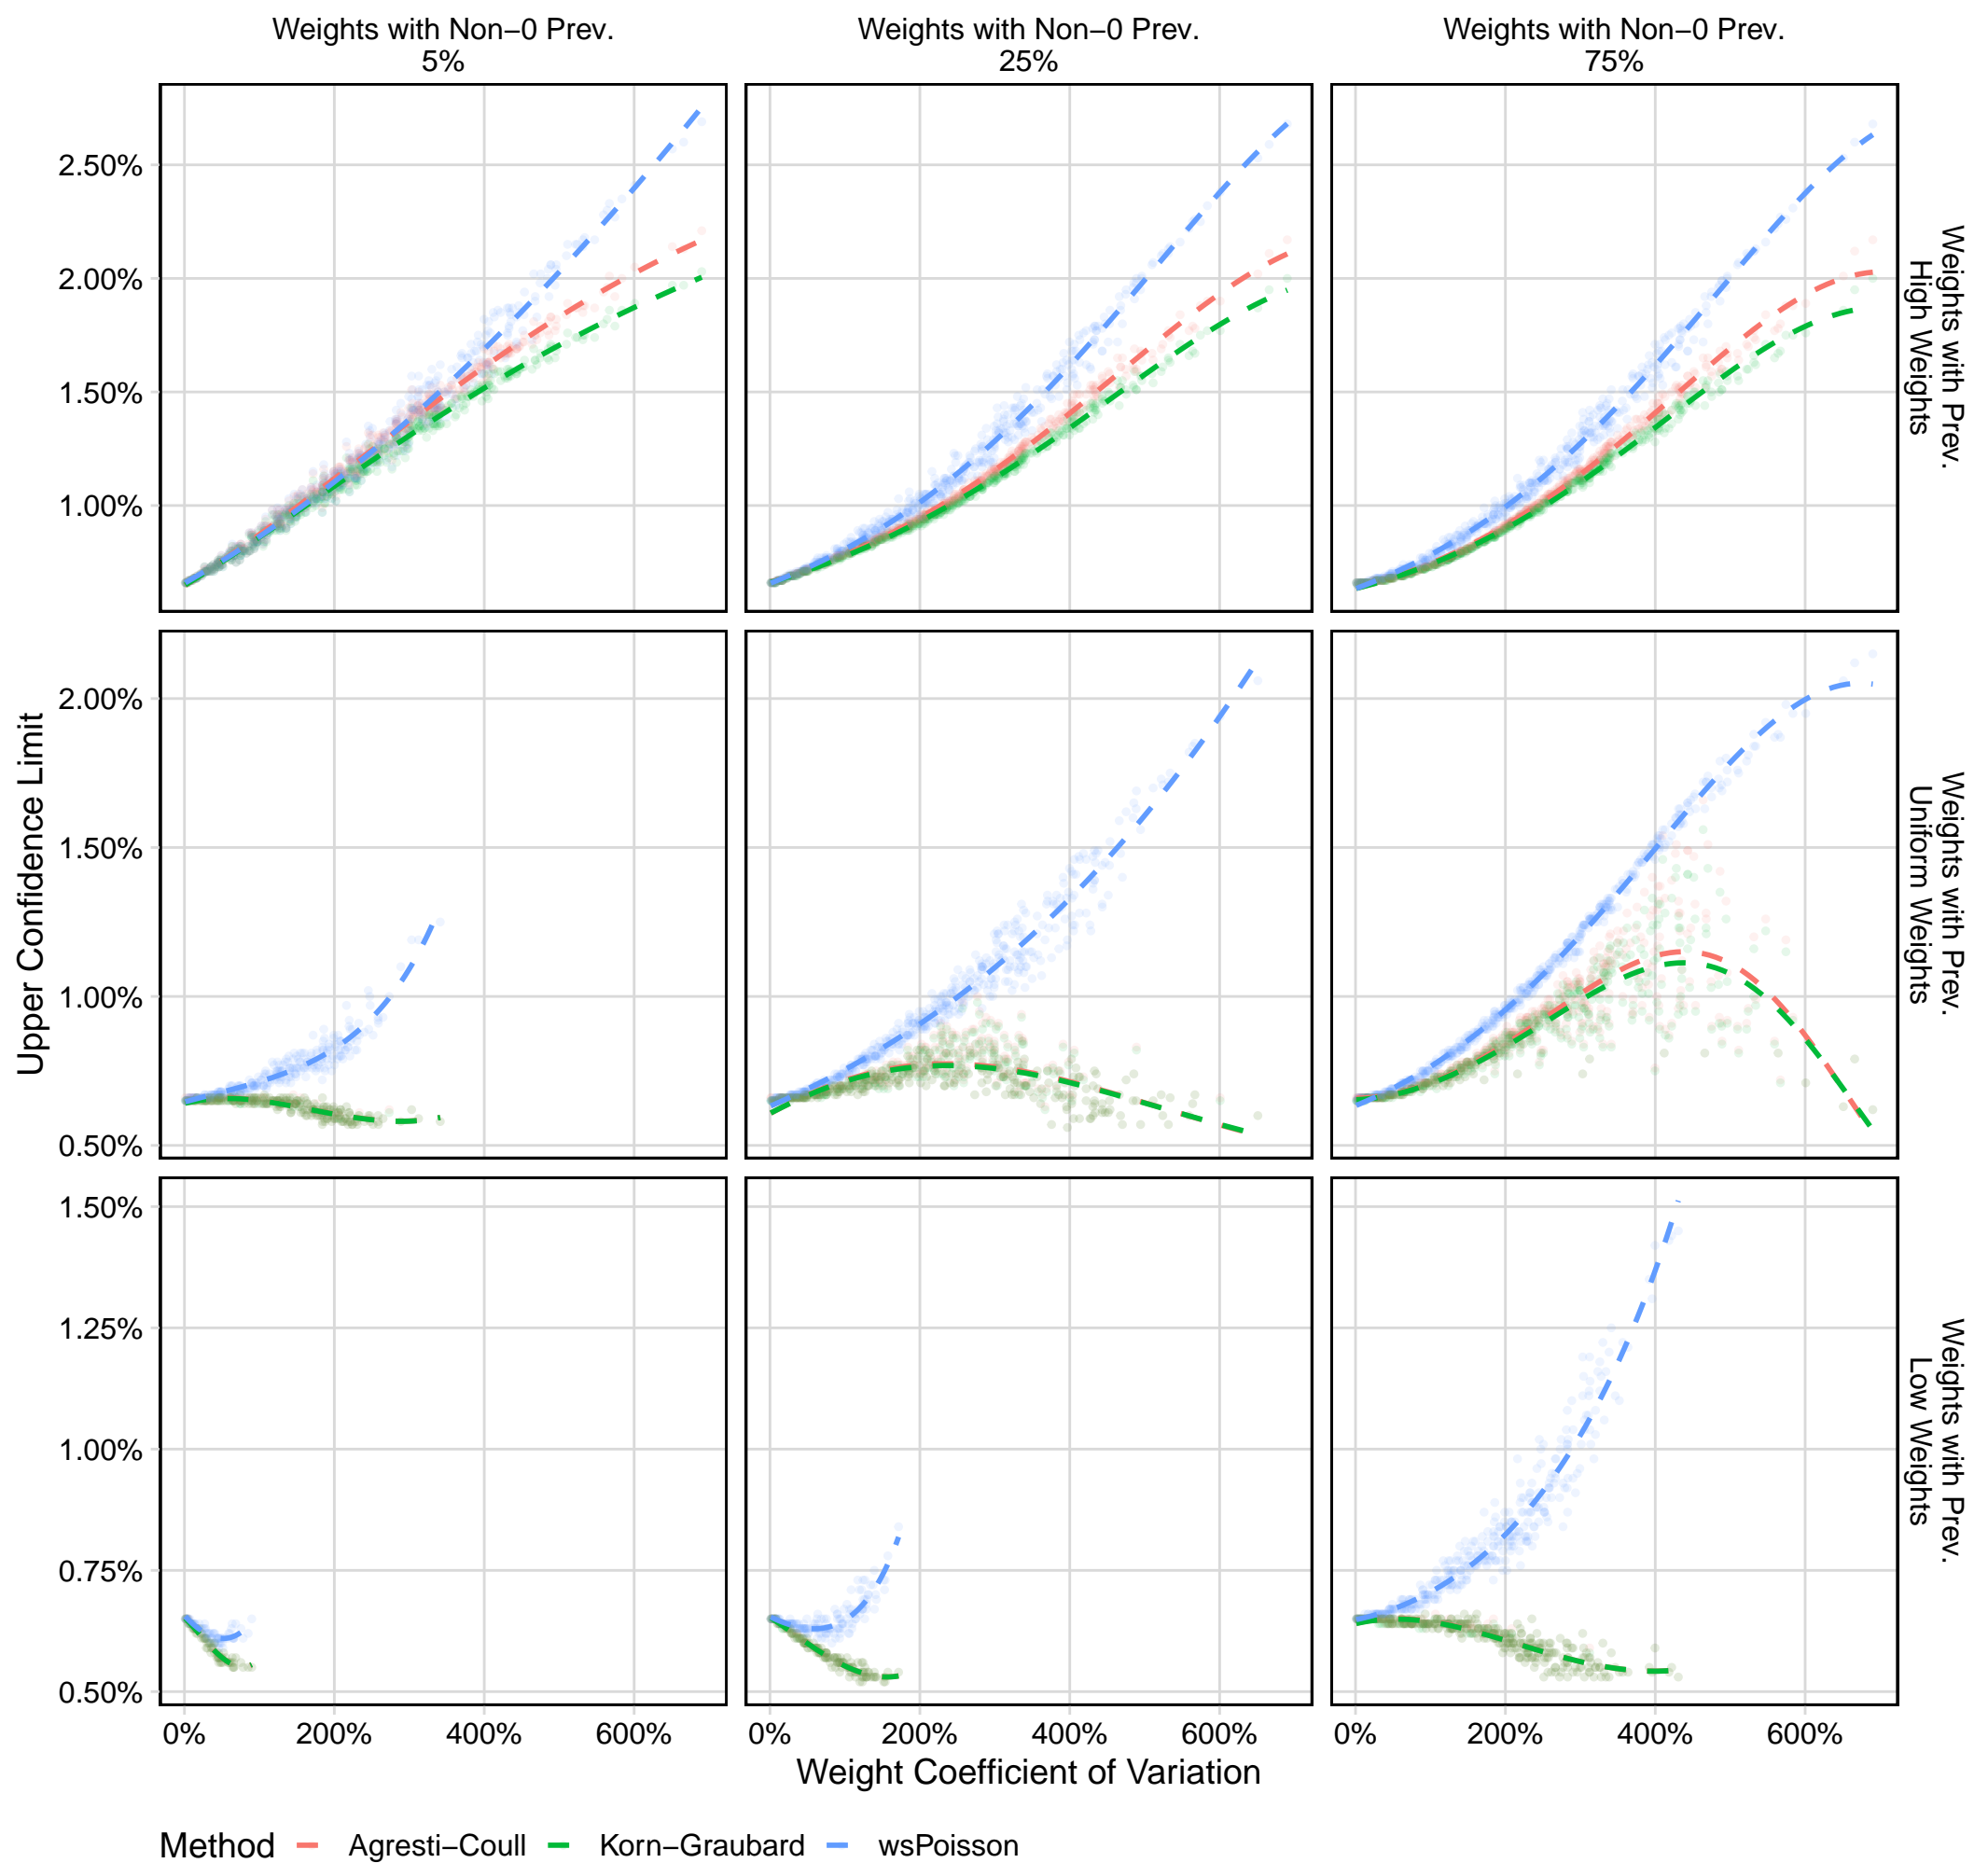 Weights with Non−0 Prev.
5%
Weights with Non−0 Prev.
25%
Weights with Non−0 Prev.
75%
2.50%
2.00%
1.50%
1.00%
Weights with Prev.
High Weights
2.00%
1.50%
1.00%
0.50%
Weights with Prev.
Uniform Weights
Upper Confidence Limit
1.50%
1.25%
1.00%
0.75%
0.50%
Weights with Prev.
Low Weights
0% 200% 400% 600%
0% 200% 400% 600%
0% 200% 400% 600%
Weight Coefficient of Variation
Method Agresti−Coull Korn−Graubard wsPoisson